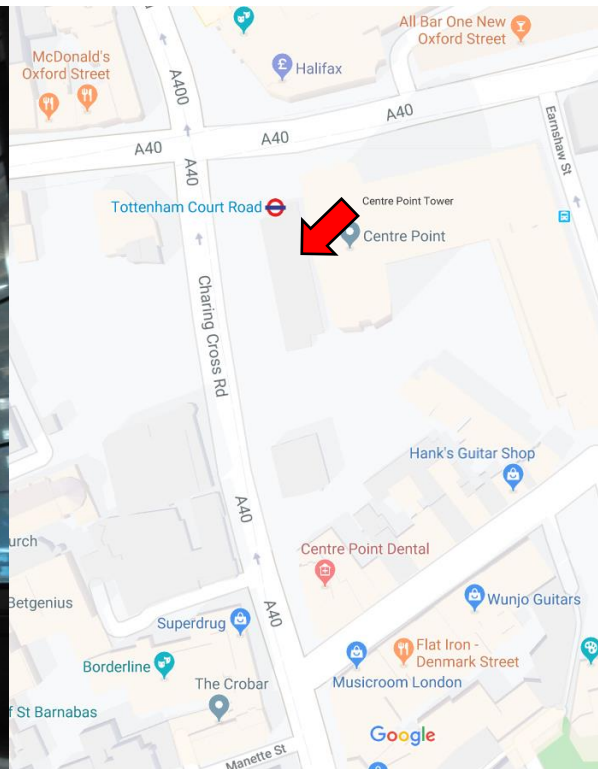 All Bar One New
Oxford Street
McDonald's
Oxford Street
£
Halifax
A400
A40
A40
A40
A40
Earnshaw St
Tottenham Court Road
Centre Point Tower
Centre Point
Charing Cross Rd
Hank's Guitar Shop
A40
urch
Centre Point Dental
Betgenius
Wunjo Guitars
Superdrug
A40
Flat Iron -
Denmark Street
Borderline
The Crobar
Musicroom London
f St Barnabas
Google
Manette St